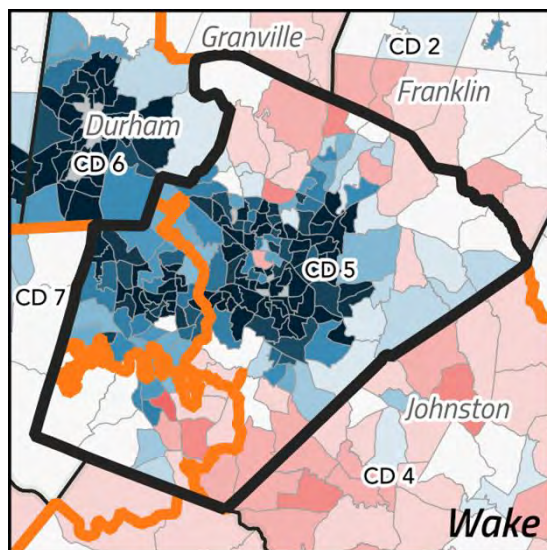 Granville
CD 2
Franklin
Durham
CD 6
CD 5
CD 7
Johnston
CD 4
Wake